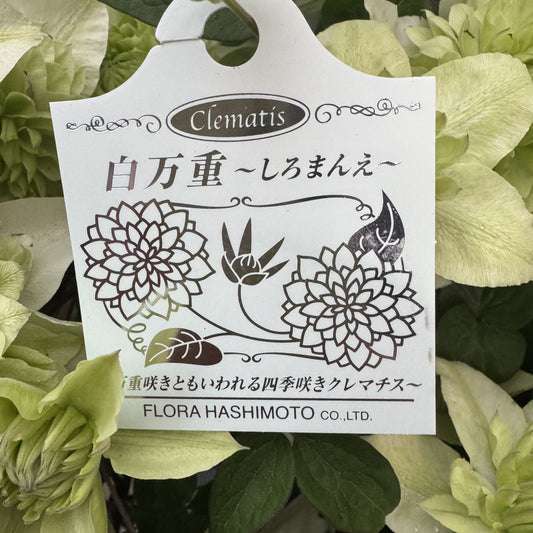 Clematis
白万重~しろまんえ~
重咲きともいわれる四季咲きクレマチス~
FLORA HASHIMOTO CO.,LTD.